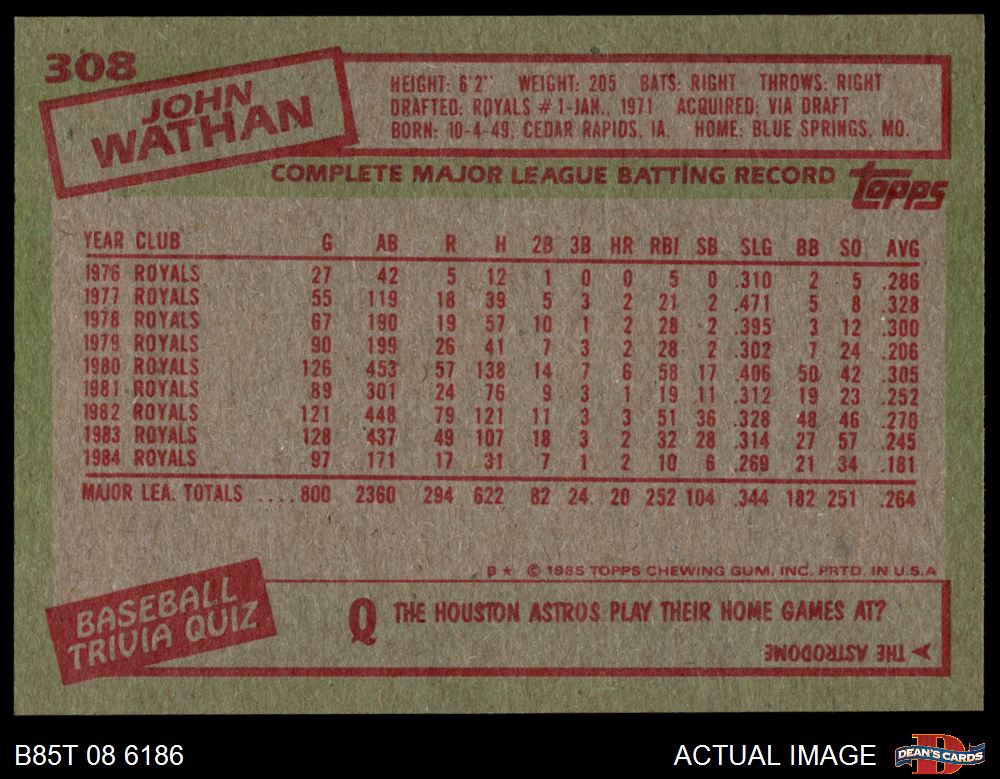 308
JOHN
WATHAN
HEIGHT: 6'2" WEIGHT: 205 BATS: RIGHT THROWS: RIGHT
DRAFTED: ROYALS #1-JAN., 1971 ACQUIRED: VIA DRAFT
BORN: 10-4-49, CEDAR RAPIDS, IA. HOME: BLUE SPRINGS, MO.
COMPLETE MAJOR LEAGUE BATTING RECORD topps
YEAR CLUB G AB R H 2B 3B HR RBI SB SLG BB SO AVG
1976 ROYALS 27 42 5 12 1 0 0 5 0 .310 2 5 .286
1977 ROYALS 55 119 18 39 5 3 2 21 2 .471 5 8 .328
1978 ROYALS 67 190 19 57 10 1 2 28 2 .395 3 12 .300
1979 ROYALS 90 199 26 41 7 3 2 28 2 .302 7 24 .206
1980 ROYALS 126 453 57 138 14 7 6 58 17 .406 50 42 .305
1981 ROYALS 89 301 24 76 9 3 1 19 11 .312 19 23 .252
1982 ROYALS 121 448 79 121 11 3 3 51 36 .328 48 46 .270
1983 ROYALS 128 437 49 107 18 3 2 32 28 .314 27 57 .245
1984 ROYALS 97 171 17 31 7 1 2 10 6 .269 21 34 .181
MAJOR LEA. TOTALS ....800 2360 294 622 82 24 20 252 104 .344 182 251 .264
B* © 1985 TOPPS CHEWING GUM, INC. PRTD. IN U.S.A
BASEBALL
TRIVIA QUIZ
Q THE HOUSTON ASTROS PLAY THEIR HOME GAMES AT?
THE ASTRODOME
B85T 08 6186 ACTUAL IMAGE DEAN'S CARDS